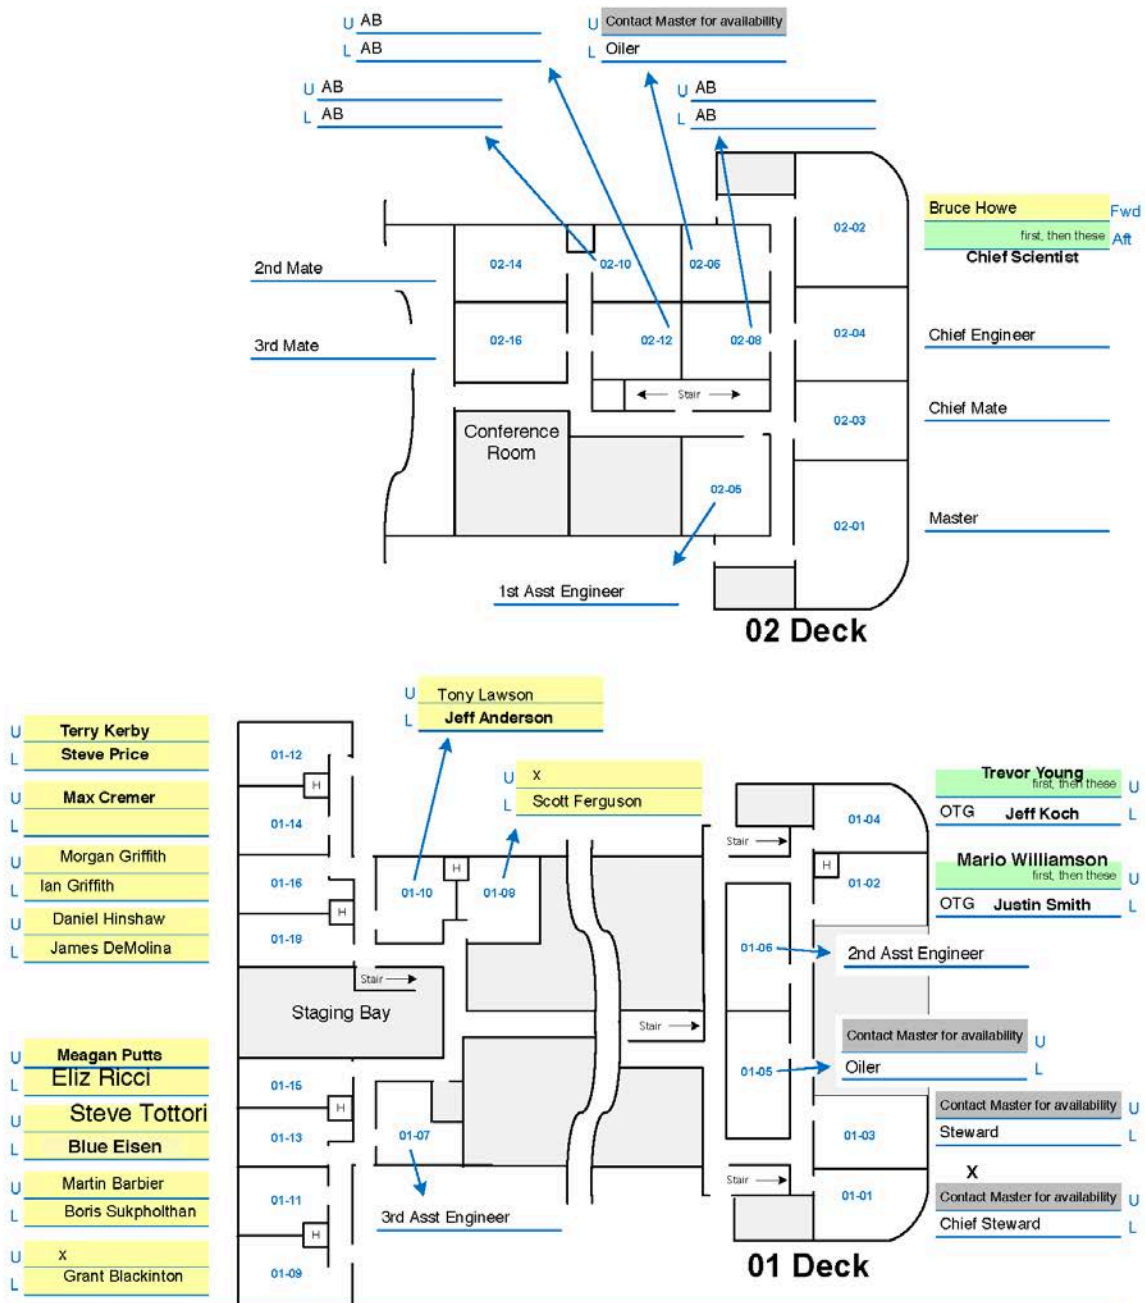 U AB
L AB
U Contact Master for availability
L Oiler
U AB
L AB
U AB
L AB
Bruce Howe Fwd
first, then these Aft
Chief Scientist
02-02
02-14
02-10
02-06
2nd Mate
02-16
02-12
02-08
02-04
Chief Engineer
3rd Mate
Stair
Chief Mate
02-03
Conference
Room
02-05
02-01
Master
1st Asst Engineer
02 Deck
U Tony Lawson
L Jeff Anderson
U Terry Kerby
L Steve Price
01-12
H
U X
L Scott Ferguson
U Max Cremer
L
01-14
Trevor Young
first, then these U
OTG Jeff Koch L
01-04
Stair
U Morgan Griffith
L Ian Griffith
01-16
H
01-10
H
01-08
H
01-02
Mario Williamson
first, then these U
OTG Justin Smith L
U Daniel Hinshaw
L James DeMolina
01-18
01-06
2nd Asst Engineer
Stair
Staging Bay
Stair
Contact Master for availability U
Oiler L
01-05
U Meagan Putts
L Eliz Ricci
01-15
H
U Steve Tottori
L Blue Eisen
01-13
01-07
01-03
Contact Master for availability U
Steward L
U Martin Barbier
L Boris Sukpholthan
01-11
H
3rd Asst Engineer
Stair
01-01
X
Contact Master for availability U
Chief Steward L
U X
L Grant Blackinton
01-09
01 Deck